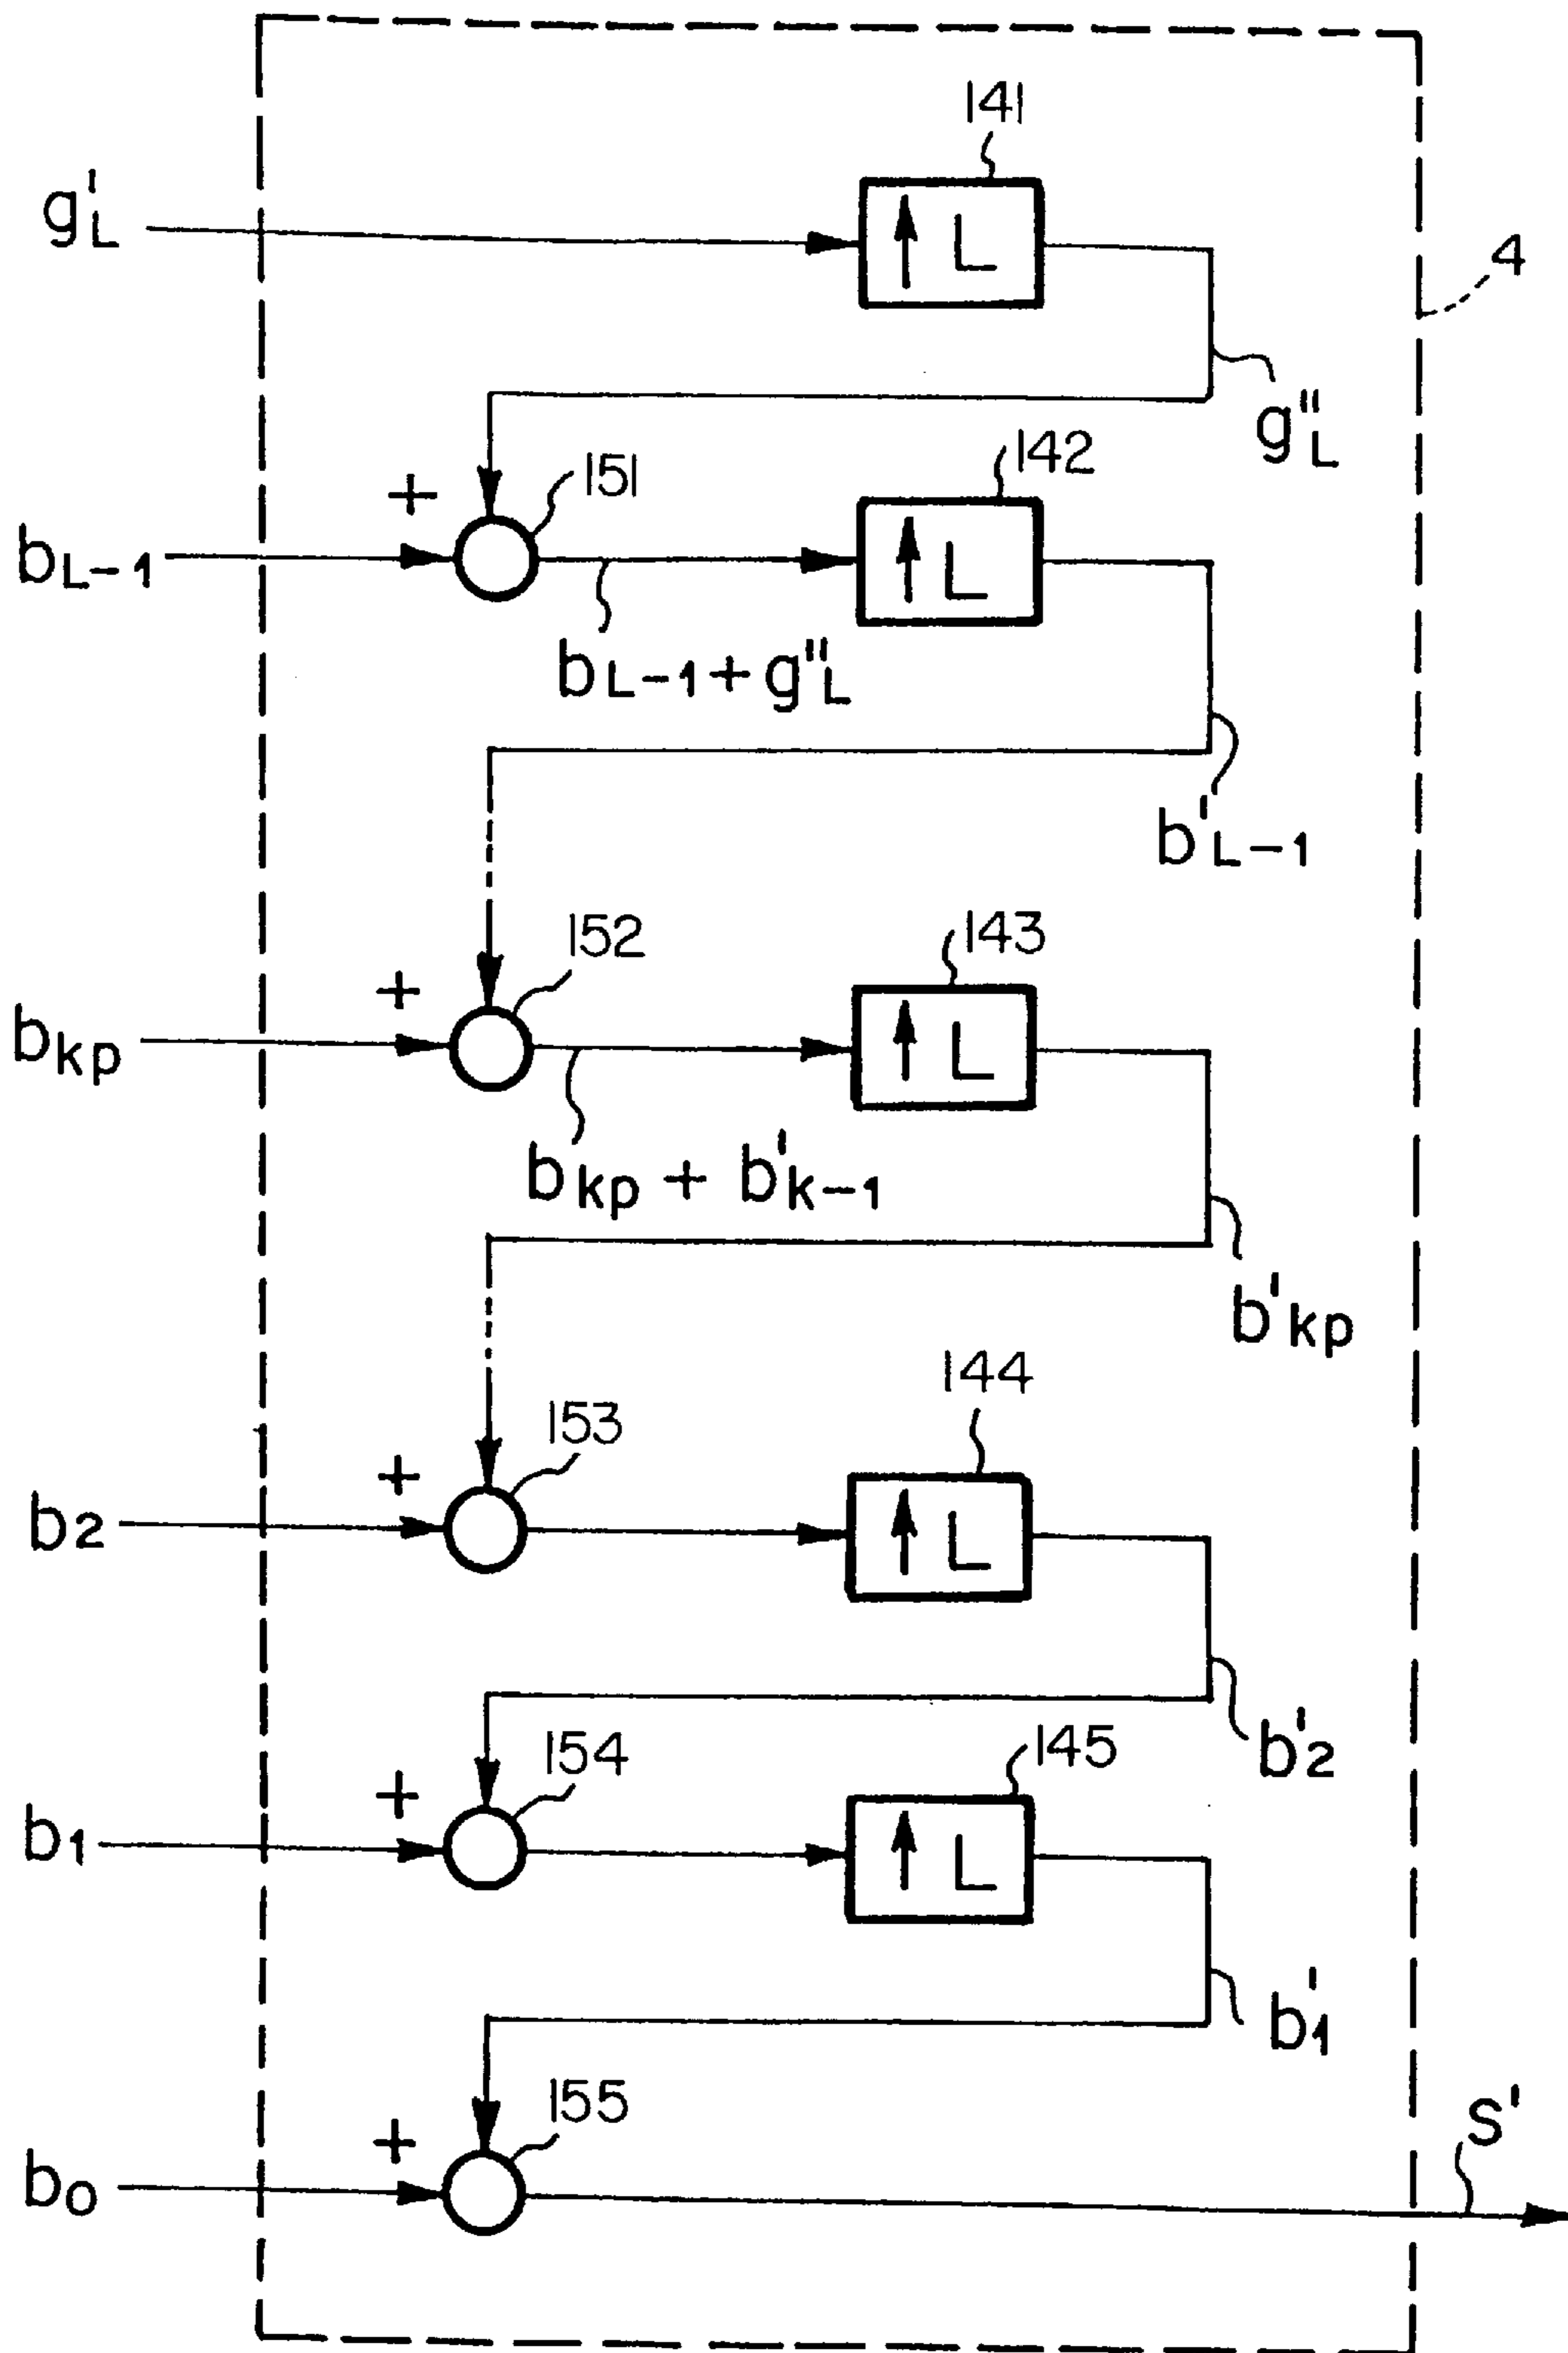 141
g'L
↑ L
4
g"L
142
+
151
bL-1
↑ L
bL-1 + g"L
b'L-1
152
143
+
bkp
↑ L
bkp + b'k-1
b'kp
144
153
+
b2
↑ L
b'2
145
154
+
b1
↑ L
b'1
155
+
b0
S'